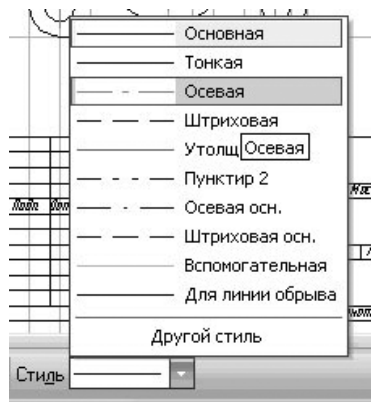 Основная
Тонкая
Осевая
Штриховая
Утолщ
Осевая
Пунктир 2
Осевая осн.
Штриховая осн.
Вспомогательная
Для линии обрыва
Другой стиль
Стиль
Подп.